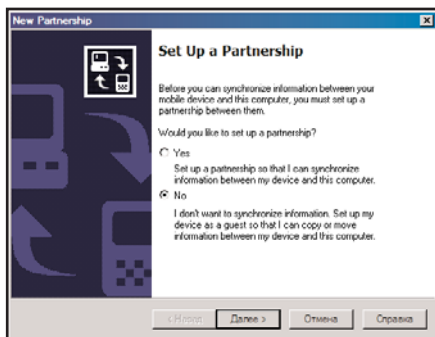 New Partnership
Set Up a Partnership
Before you can synchronize information between your
mobile device and this computer, you must set up a
partnership between them.
Would you like to set up a partnership?
Yes
Set up a partnership so that I can synchronize
information between my device and this computer.
No
I don't want to synchronize information. Set up my
device as a guest so that I can copy or move
information between my device and this computer.
< Назад Далее > Отмена Справка